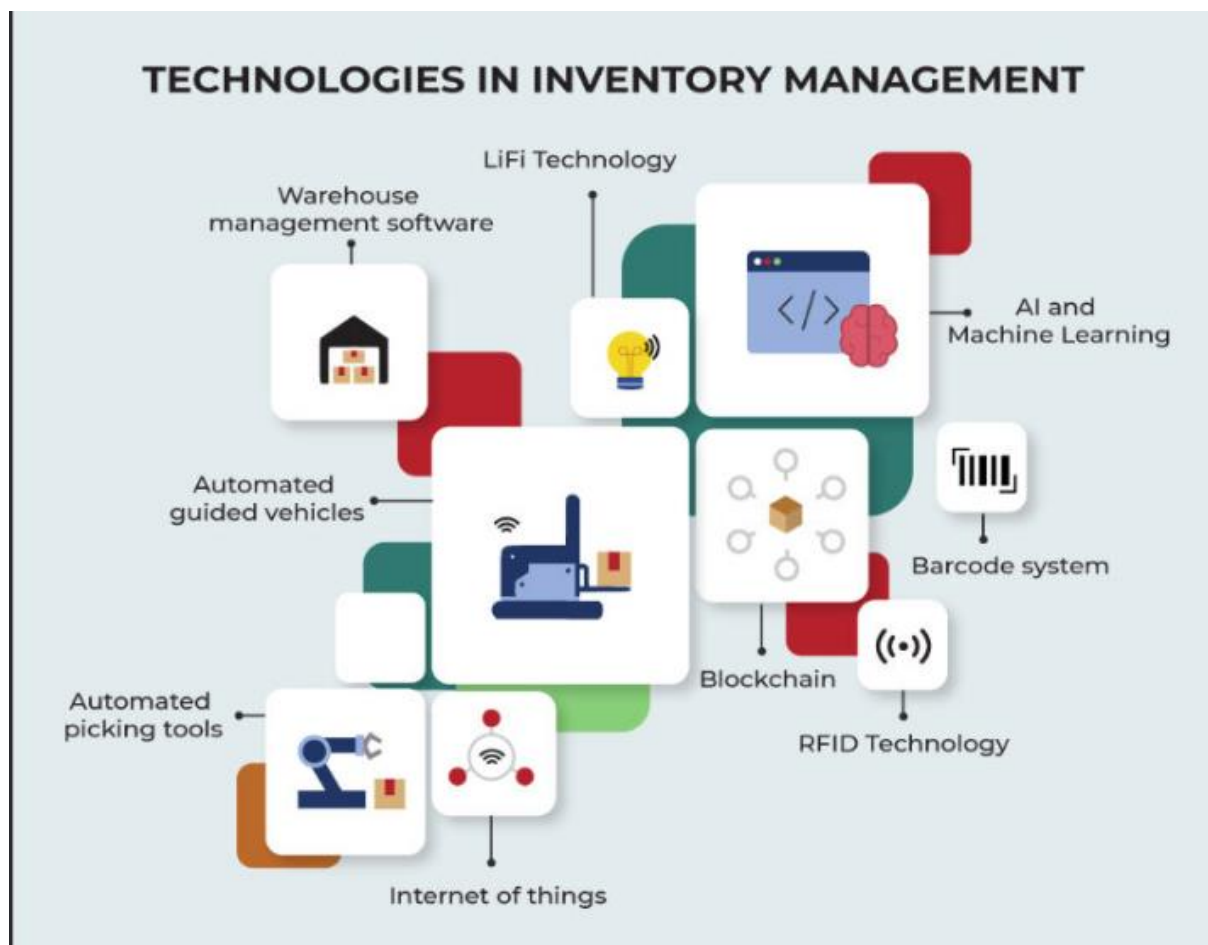 TECHNOLOGIES IN INVENTORY MANAGEMENT
LiFi Technology
Warehouse
management software
AI and
Machine Learning
Automated
guided vehicles
Barcode system
Blockchain
Automated
picking tools
RFID Technology
Internet of things